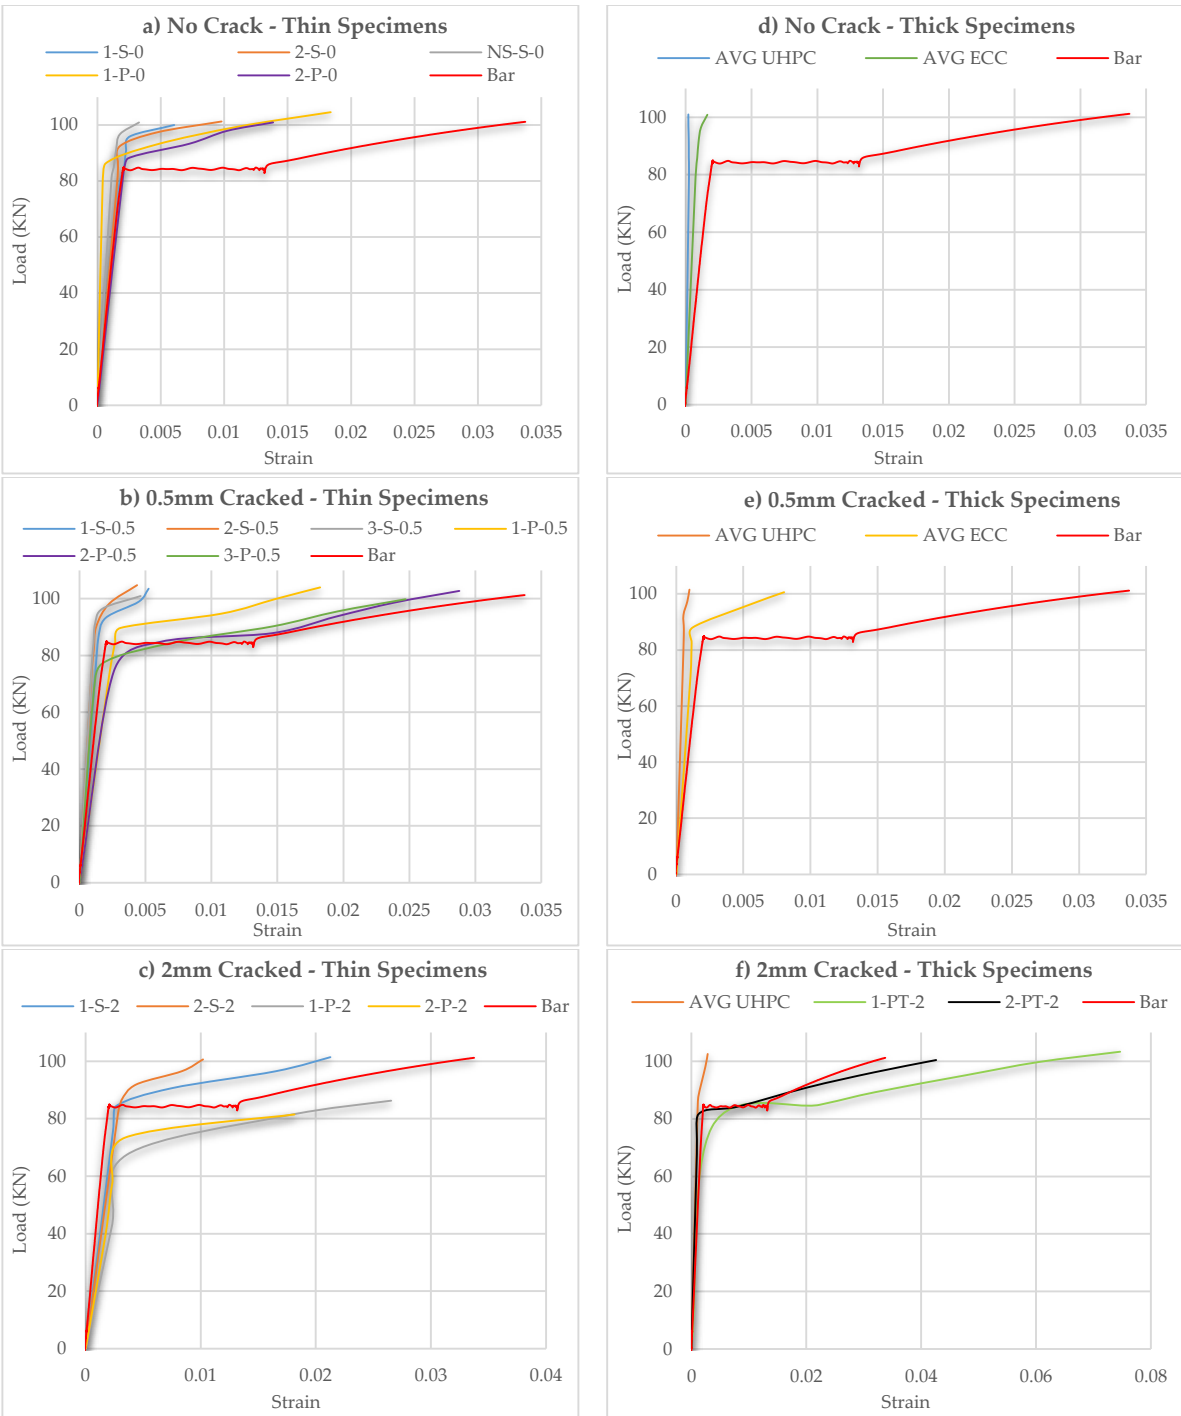 a) No Crack - Thin Specimens
1-S-0 2-S-0 NS-S-0
1-P-0 2-P-0 Bar
Load (KN)
100
80
60
40
20
0
0 0.005 0.01 0.015 0.02 0.025 0.03 0.035
Strain
d) No Crack - Thick Specimens
AVG UHPC AVG ECC Bar
Load (KN)
100
80
60
40
20
0
0 0.005 0.01 0.015 0.02 0.025 0.03 0.035
Strain
b) 0.5mm Cracked - Thin Specimens
1-S-0.5 2-S-0.5 3-S-0.5 1-P-0.5
2-P-0.5 3-P-0.5 Bar
Load (KN)
100
80
60
40
20
0
0 0.005 0.01 0.015 0.02 0.025 0.03 0.035
Strain
e) 0.5mm Cracked - Thick Specimens
AVG UHPC AVG ECC Bar
Load (KN)
100
80
60
40
20
0
0 0.005 0.01 0.015 0.02 0.025 0.03 0.035
Strain
c) 2mm Cracked - Thin Specimens
1-S-2 2-S-2 1-P-2 2-P-2 Bar
Load (KN)
100
80
60
40
20
0
0 0.01 0.02 0.03 0.04
Strain
f) 2mm Cracked - Thick Specimens
AVG UHPC 1-PT-2 2-PT-2 Bar
Load (KN)
100
80
60
40
20
0
0 0.02 0.04 0.06 0.08
Strain